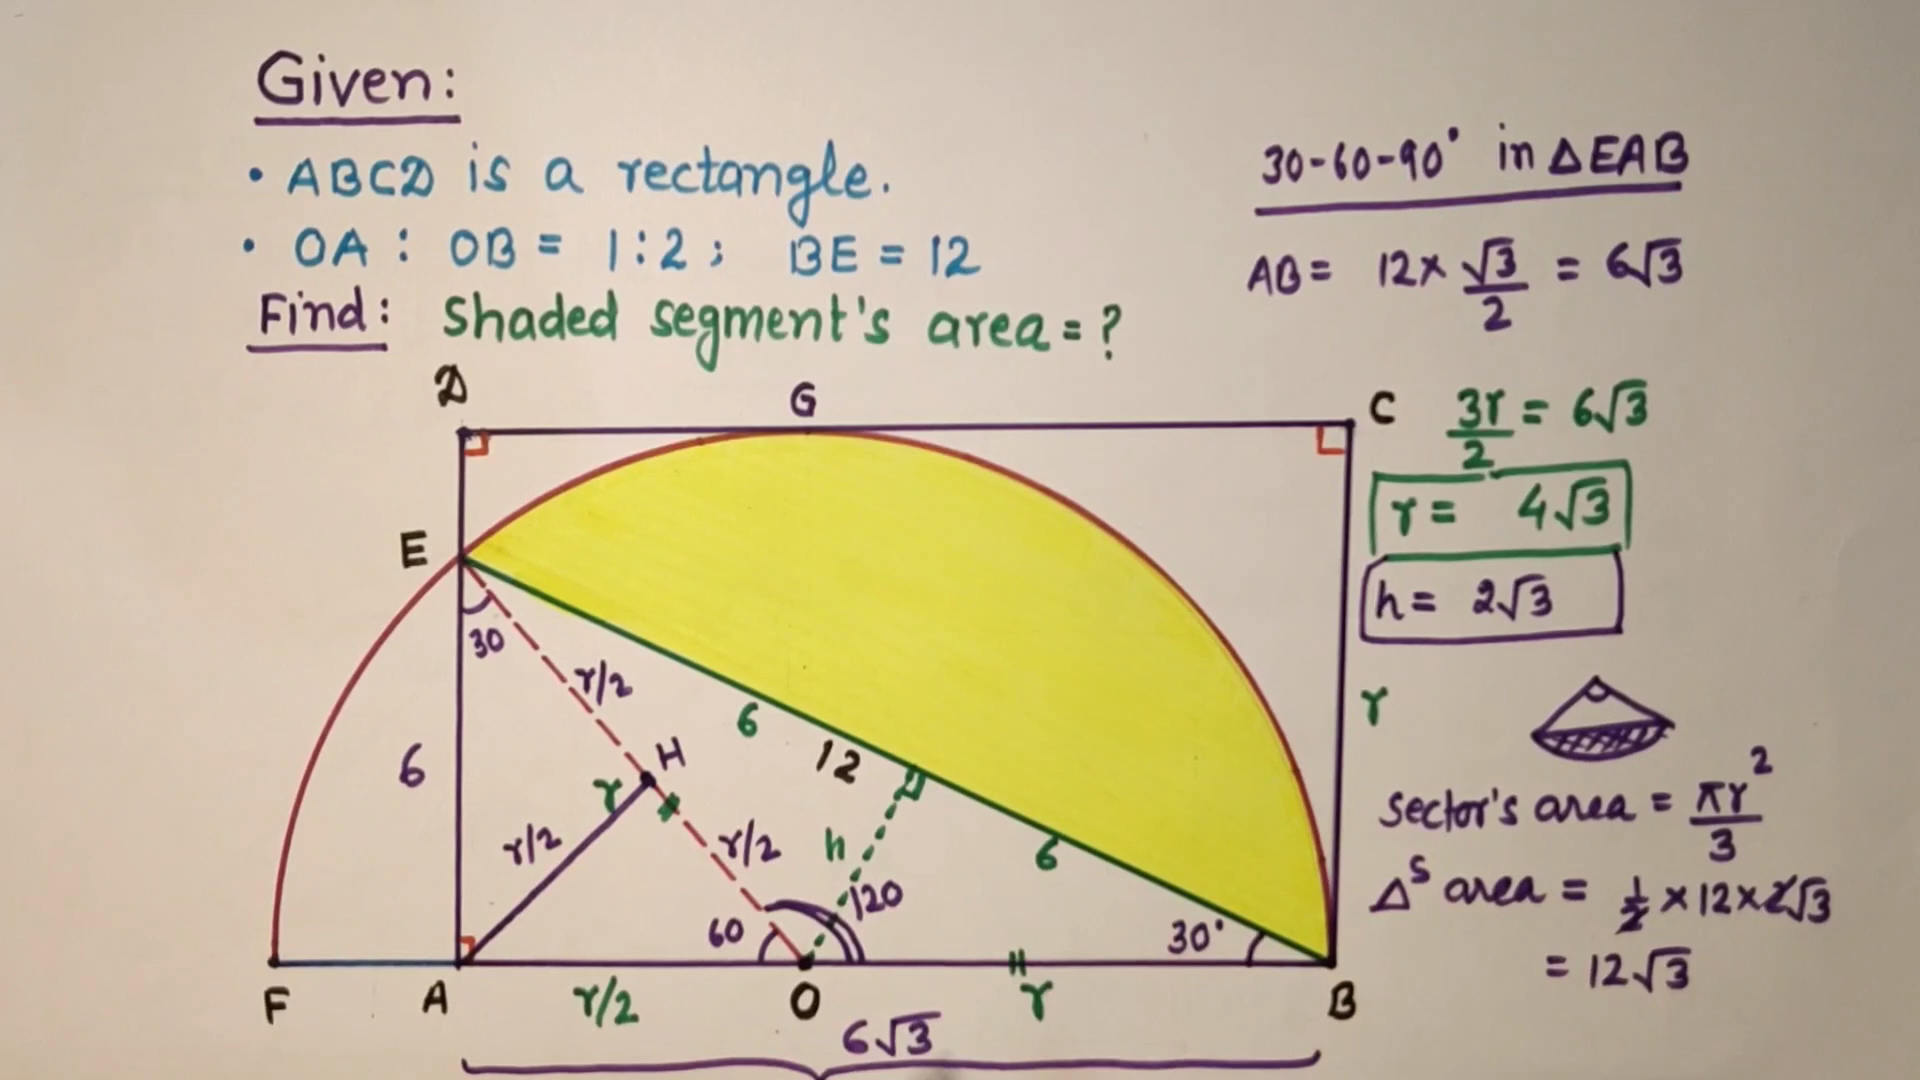 Given:
• ABCD is a rectangle.
• OA : OB = 1:2 ; BE = 12
Find: Shaded segment's area = ?
30-60-90° in △EAB
AB = 12 × √3/2 = 6√3
3r/2 = 6√3
r = 4√3
h = 2√3
D
G
C
E
30
r/2
6
6
12
H
r
r/2
r/2
h
6
r
60
120
30°
F
A
r/2
O
r
B
6√3
Sector's area = πr²/3
△ˢ area = 1/2 × 12 × 2√3
= 12√3